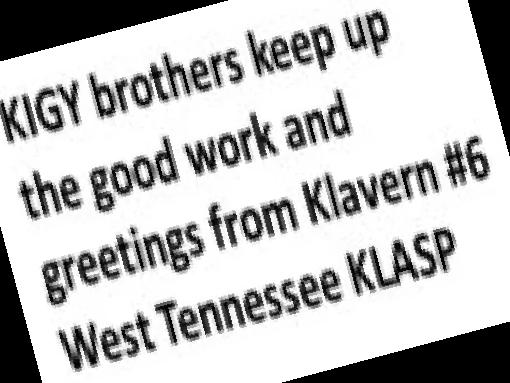 KIGY brothers keep up
the good work and
greetings from Klavern #6
West Tennessee KLASP